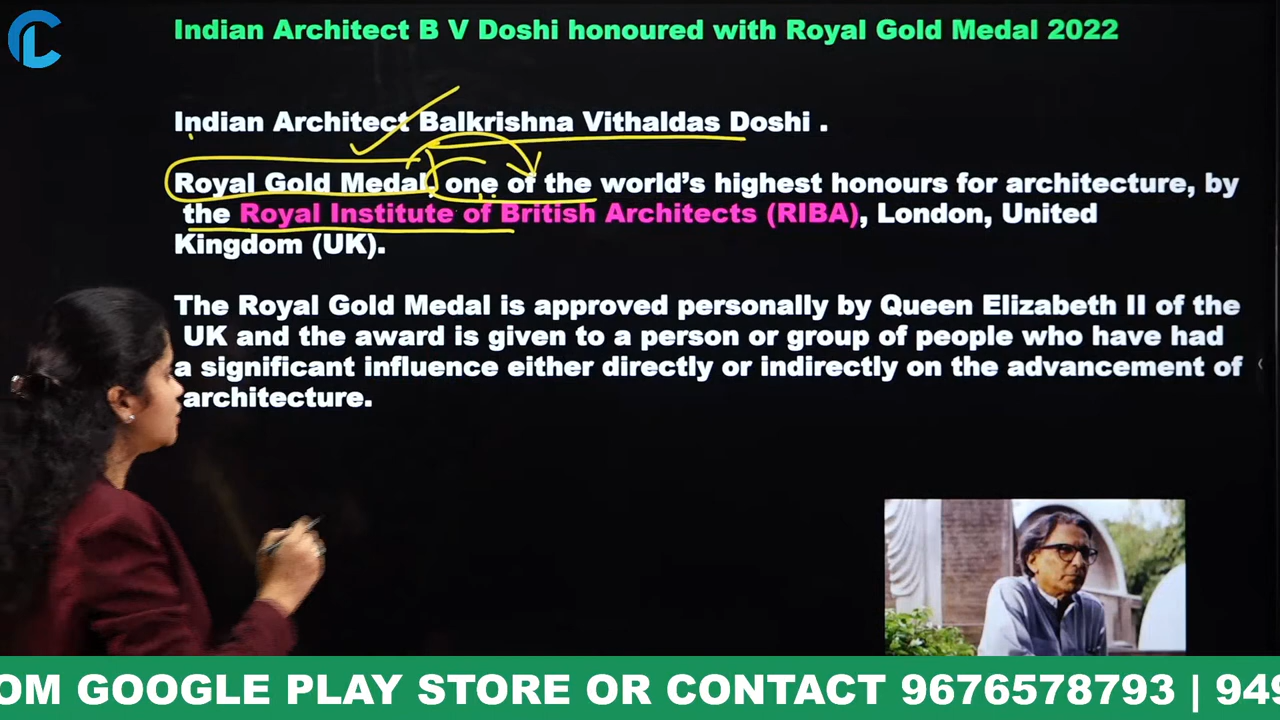 Indian Architect B V Doshi honoured with Royal Gold Medal 2022
Indian Architect Balkrishna Vithaldas Doshi .
Royal Gold Medal, one of the world's highest honours for architecture, by
the Royal Institute of British Architects (RIBA), London, United
Kingdom (UK).
The Royal Gold Medal is approved personally by Queen Elizabeth II of the
UK and the award is given to a person or group of people who have had
a significant influence either directly or indirectly on the advancement of
architecture.
OM GOOGLE PLAY STORE OR CONTACT 9676578793 | 949